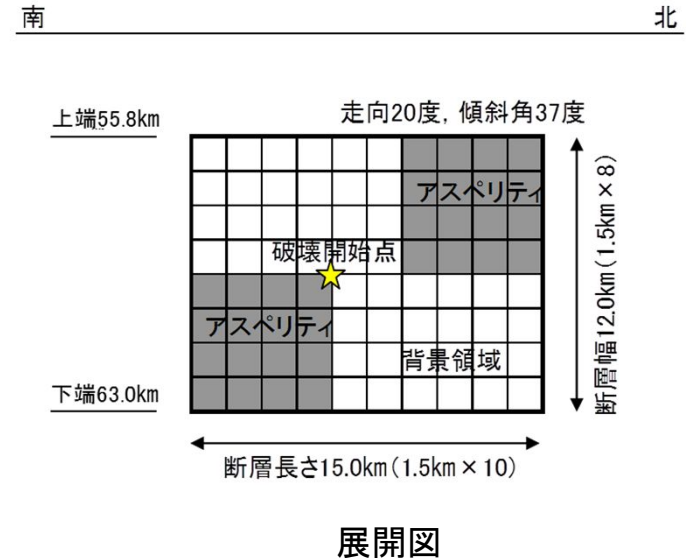 南 北
上端55.8km
走向20度，傾斜角37度
アスペリティ
破壊開始点
アスペリティ
背景領域
下端63.0km
断層幅12.0km(1.5km×8)
断層長さ15.0km(1.5km×10)
展開図